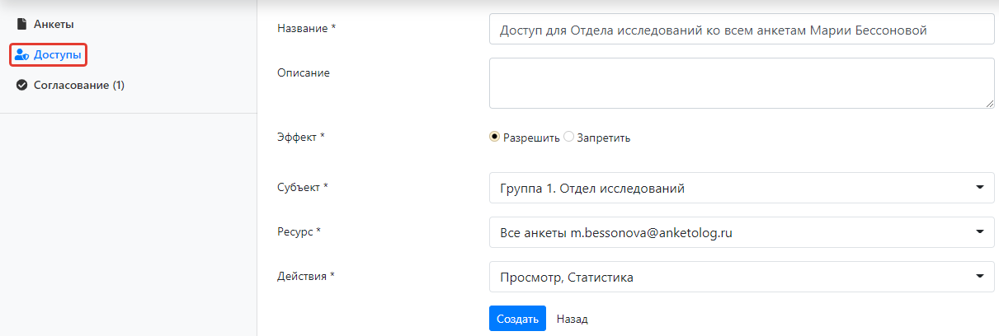 Анкеты
Доступы
Согласование (1)
Название * Доступ для Отдела исследований ко всем анкетам Марии Бессоновой
Описание
Эффект * Разрешить Запретить
Субъект * Группа 1. Отдел исследований
Ресурс * Все анкеты m.bessonova@anketolog.ru
Действия * Просмотр, Статистика
Создать Назад